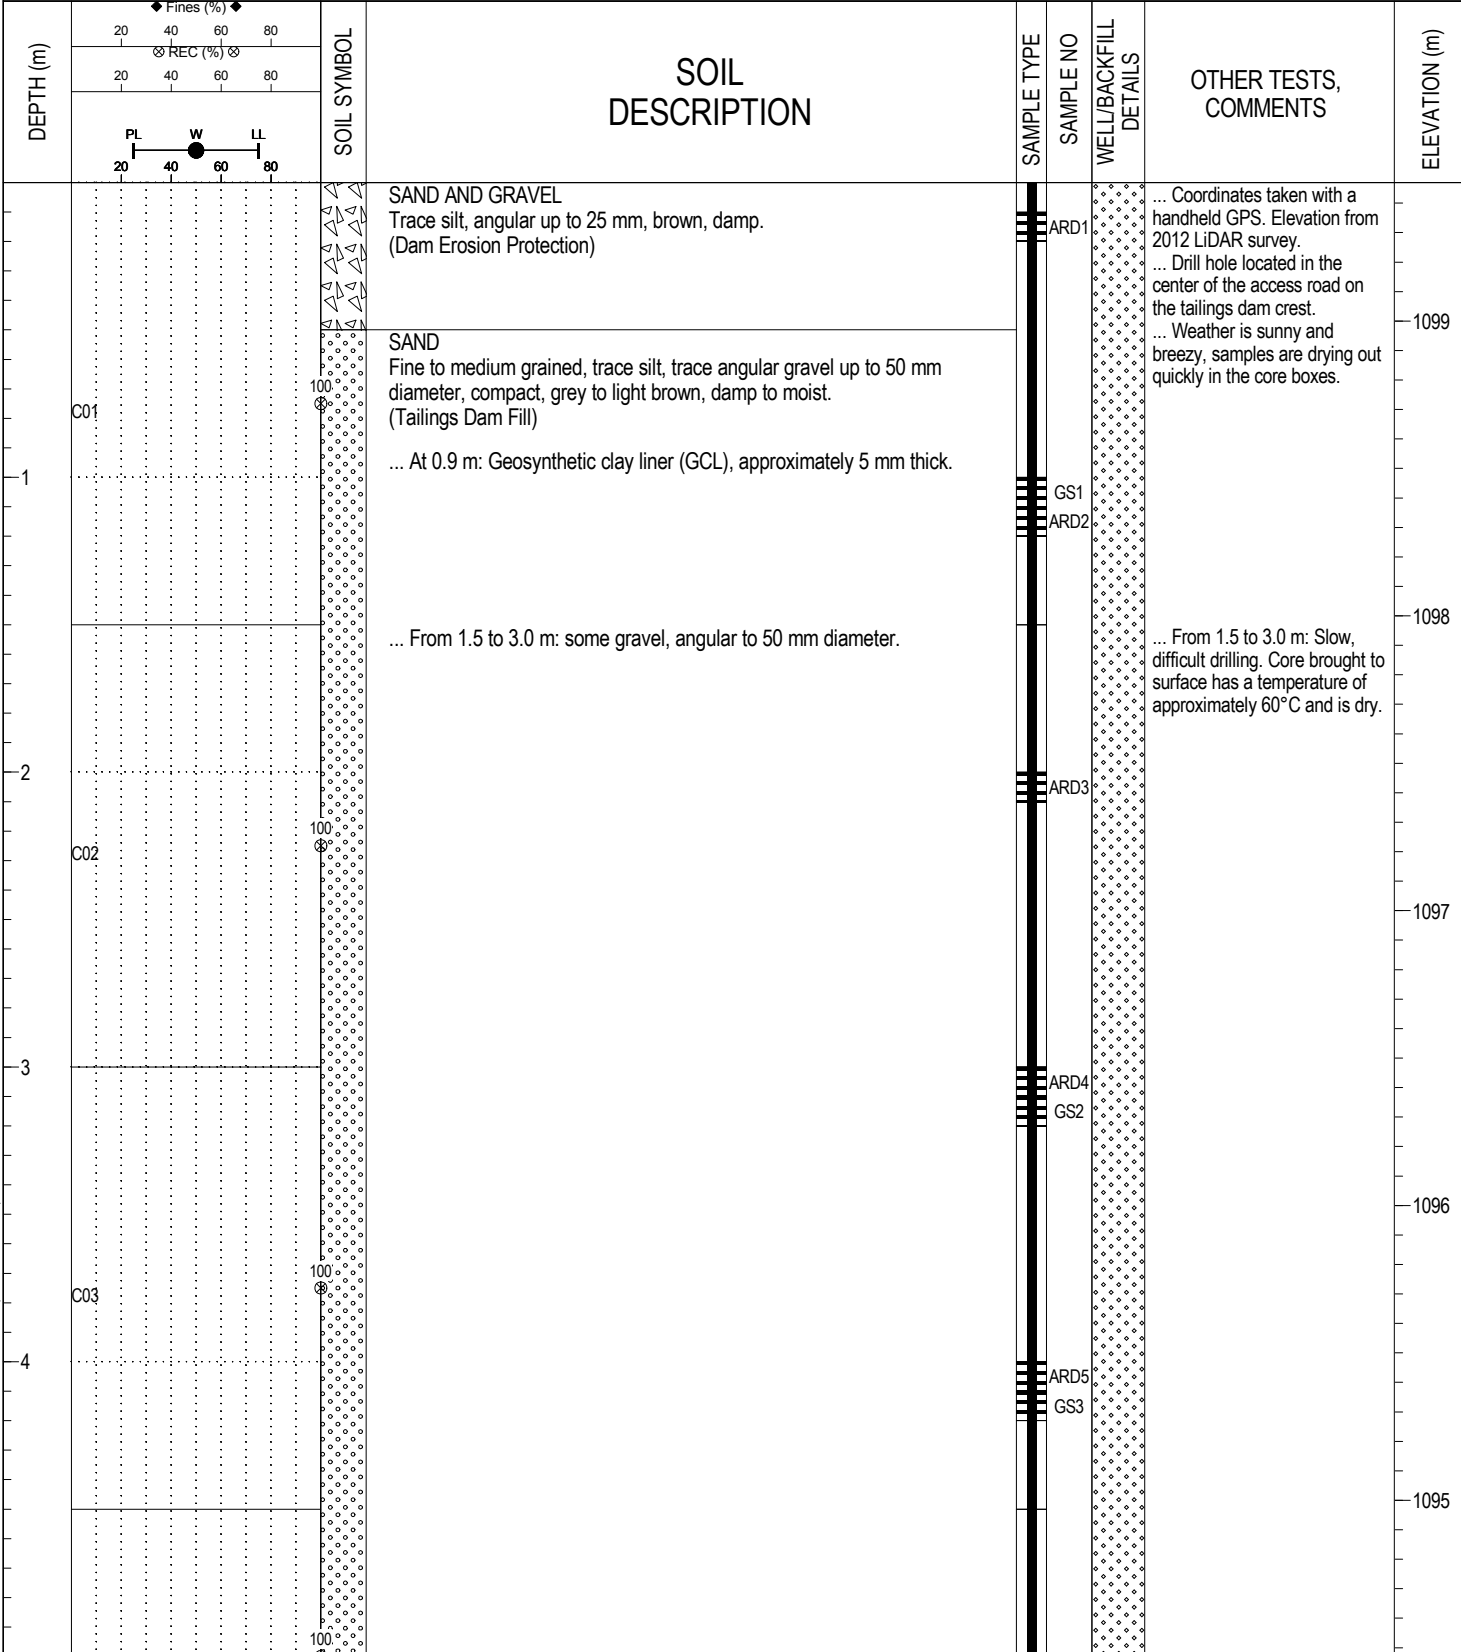 DEPTH (m)
◆ Fines (%) ◆
20 40 60 80
⊗ REC (%) ⊗
20 40 60 80
PL W LL
20 40 60 80
SOIL SYMBOL
SOIL
DESCRIPTION
SAMPLE TYPE
SAMPLE NO
WELL/BACKFILL
DETAILS
OTHER TESTS,
COMMENTS
ELEVATION (m)
SAND AND GRAVEL
Trace silt, angular up to 25 mm, brown, damp.
(Dam Erosion Protection)
ARD1
... Coordinates taken with a
handheld GPS. Elevation from
2012 LiDAR survey.
... Drill hole located in the
center of the access road on
the tailings dam crest.
... Weather is sunny and
breezy, samples are drying out
quickly in the core boxes.
1099
SAND
Fine to medium grained, trace silt, trace angular gravel up to 50 mm
diameter, compact, grey to light brown, damp to moist.
(Tailings Dam Fill)
100
C01
... At 0.9 m: Geosynthetic clay liner (GCL), approximately 5 mm thick.
1
GS1
ARD2
1098
... From 1.5 to 3.0 m: some gravel, angular to 50 mm diameter.
... From 1.5 to 3.0 m: Slow,
difficult drilling. Core brought to
surface has a temperature of
approximately 60°C and is dry.
2
ARD3
100
C02
1097
3
ARD4
GS2
1096
100
C03
4
ARD5
GS3
1095
100